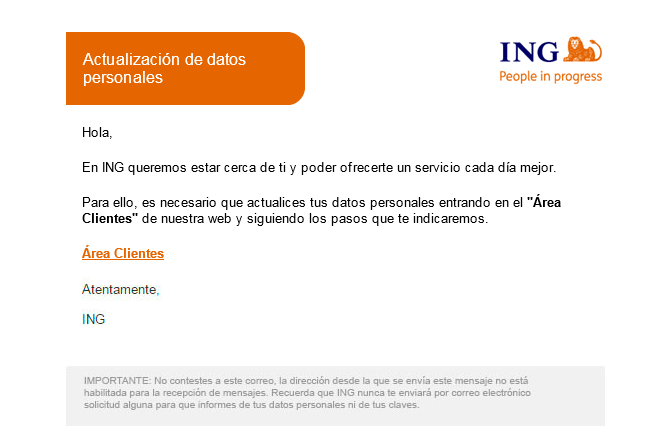 Actualización de datos
personales
ING
People in progress
Hola,
En ING queremos estar cerca de ti y poder ofrecerte un servicio cada día mejor.
Para ello, es necesario que actualices tus datos personales entrando en el "Área
Clientes" de nuestra web y siguiendo los pasos que te indicaremos.
Área Clientes
Atentamente,
ING
IMPORTANTE: No contestes a este correo, la dirección desde la que se envía este mensaje no está
habilitada para la recepción de mensajes. Recuerda que ING nunca te enviará por correo electrónico
solicitud alguna para que informes de tus datos personales ni de tus claves.